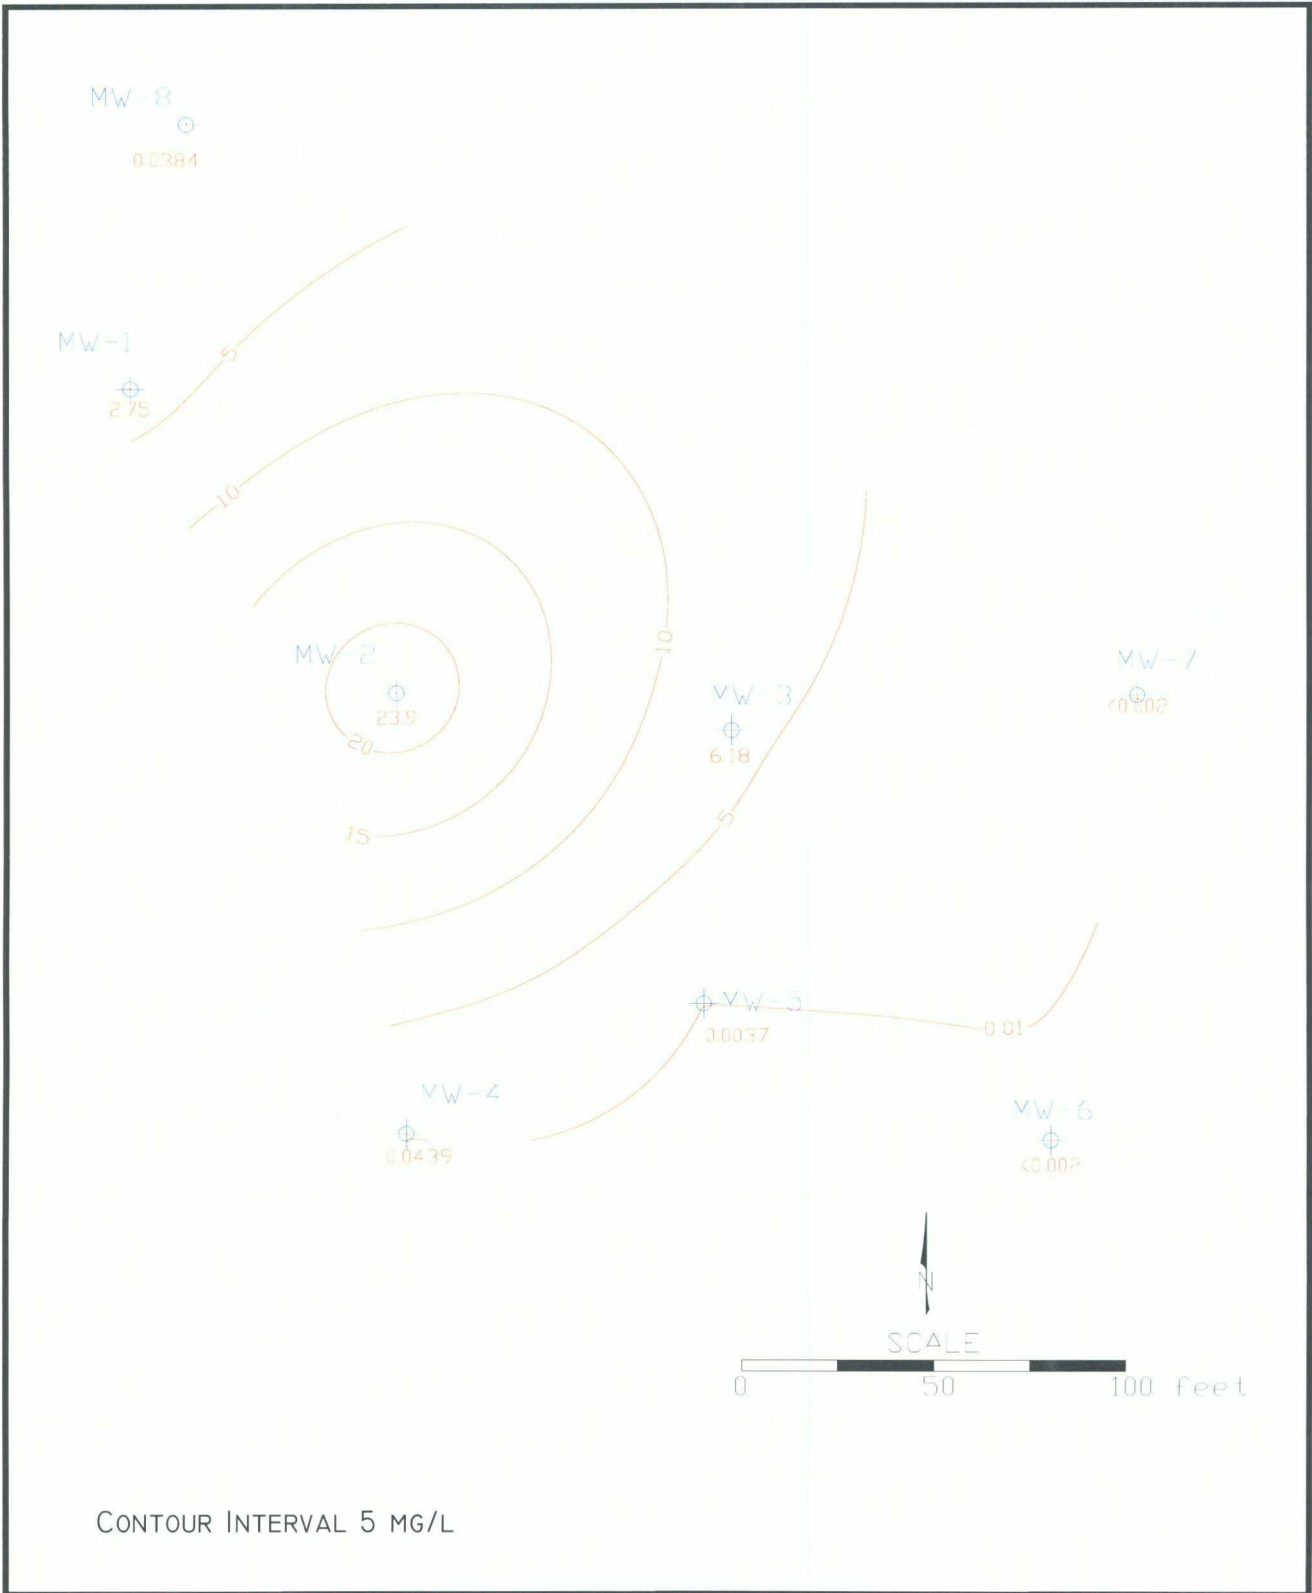 MW-8
0.0384
5
MW-1
2.75
10
10
MW-2
23.9
20
15
MW-3
6.18
MW-7
<0.002
5
MW-5
0.0037
0.01
MW-4
0.0439
MW-6
<0.002
N
SCALE
0 50 100 feet
CONTOUR INTERVAL 5 MG/L